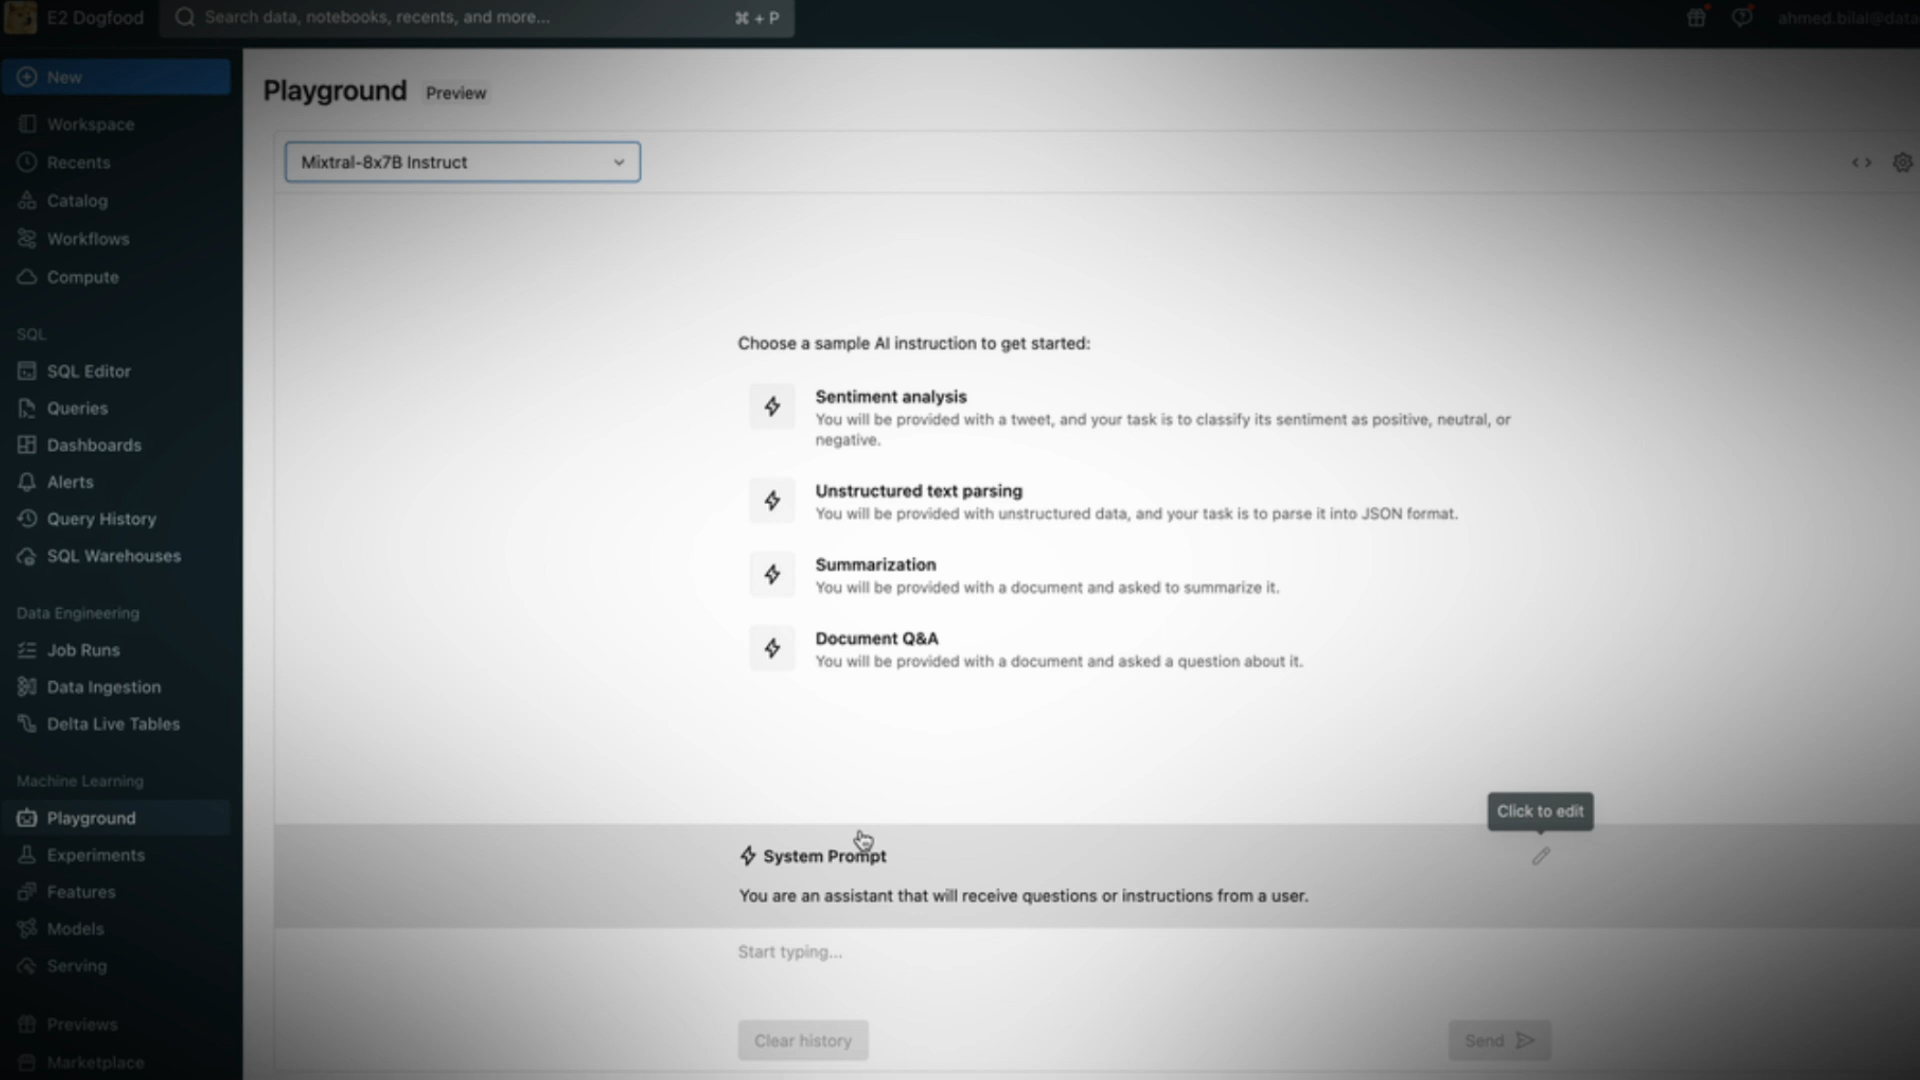 E2 Dogfood
Search data, notebooks, recents, and more...
⌘ + P
ahmed.bilal@data
New
Workspace
Recents
Catalog
Workflows
Compute
SQL
SQL Editor
Queries
Dashboards
Alerts
Query History
SQL Warehouses
Data Engineering
Job Runs
Data Ingestion
Delta Live Tables
Machine Learning
Playground
Experiments
Features
Models
Serving
Previews
Marketplace
Playground Preview
Mixtral-8x7B Instruct
Choose a sample AI instruction to get started:
Sentiment analysis
You will be provided with a tweet, and your task is to classify its sentiment as positive, neutral, or
negative.
Unstructured text parsing
You will be provided with unstructured data, and your task is to parse it into JSON format.
Summarization
You will be provided with a document and asked to summarize it.
Document Q&A
You will be provided with a document and asked a question about it.
Click to edit
System Prompt
You are an assistant that will receive questions or instructions from a user.
Start typing...
Clear history
Send